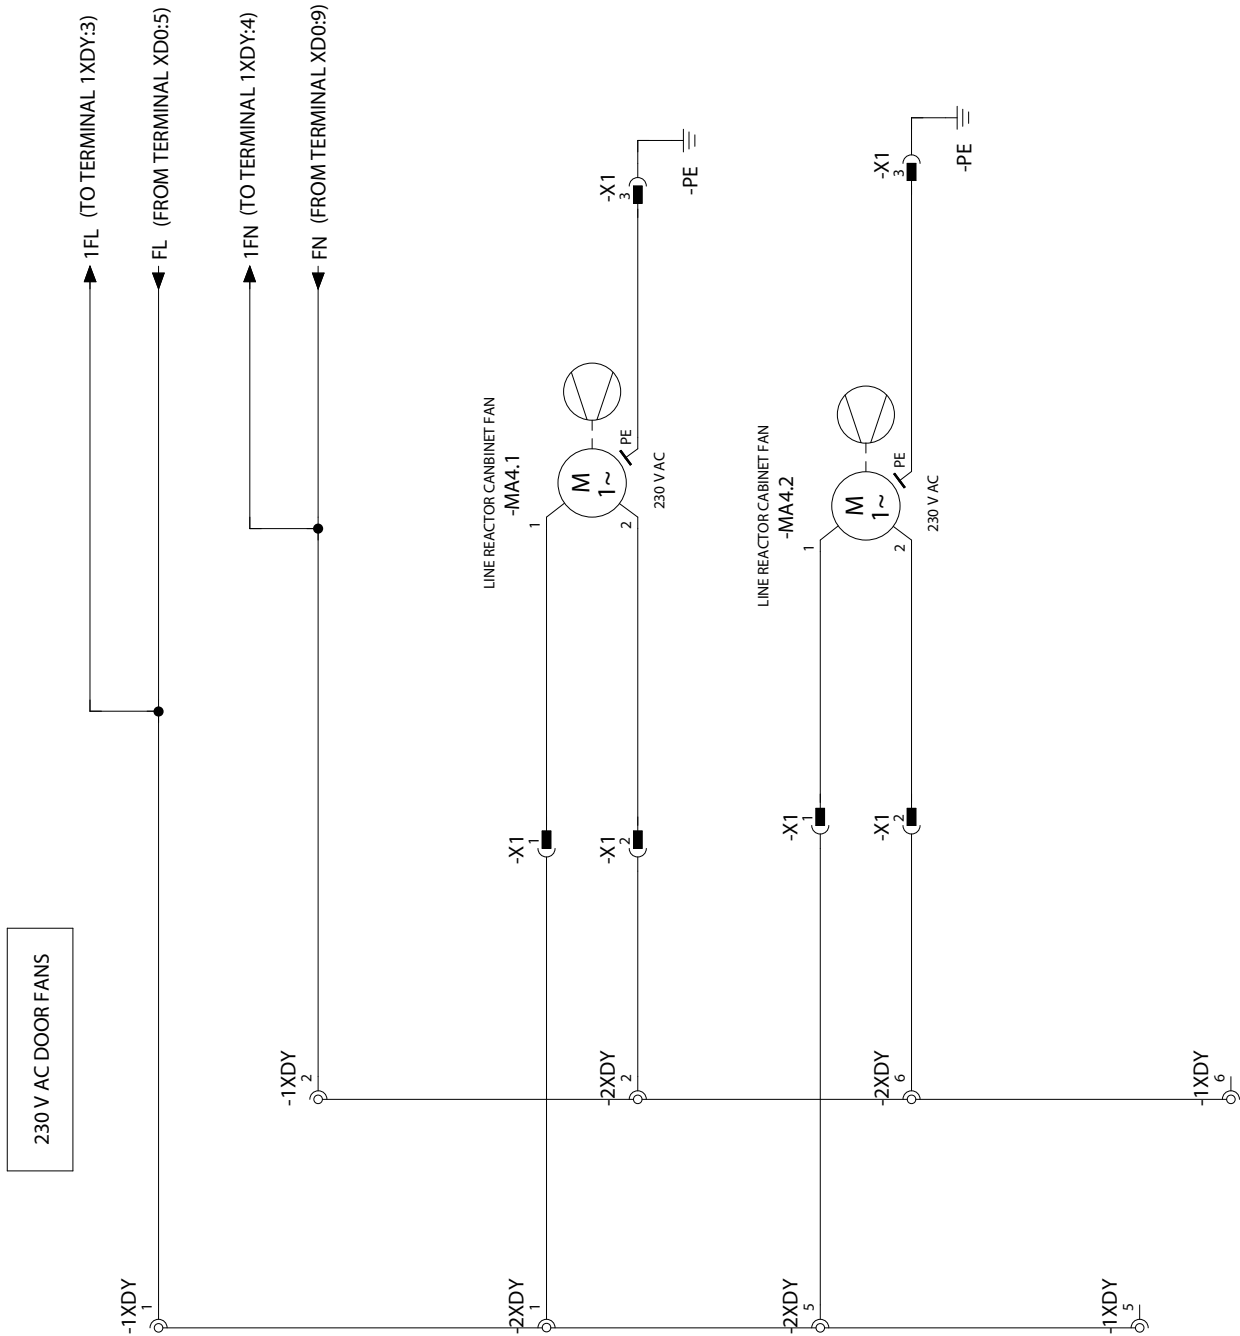 230 V AC DOOR FANS
1FL (TO TERMINAL 1XDY:3)
FL (FROM TERMINAL XD0:5)
1FN (TO TERMINAL 1XDY:4)
FN (FROM TERMINAL XD0:9)
-1XDY
1
-1XDY
2
LINE REACTOR CANBINET FAN
-MA4.1
M
1~
1
2
PE
230 V AC
-X1
1
-X1
2
-X1
3
-PE
-2XDY
1
-2XDY
2
LINE REACTOR CABINET FAN
-MA4.2
M
1~
1
2
PE
230 V AC
-X1
1
-X1
2
-X1
3
-PE
-2XDY
5
-2XDY
6
-1XDY
5
-1XDY
6